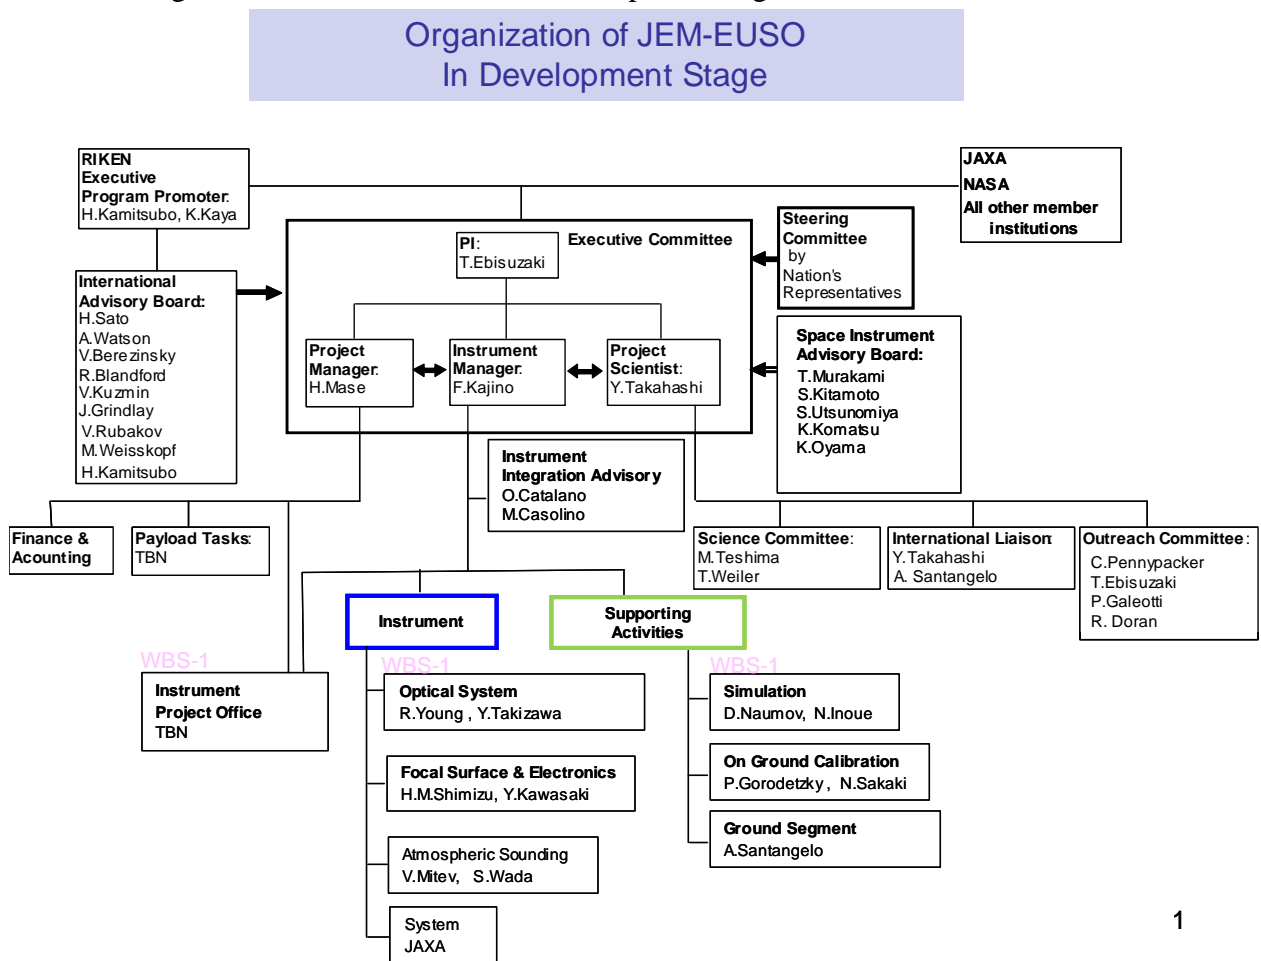 Organization of JEM-EUSO
In Development Stage
RIKEN
Executive
Program Promoter:
H.Kamitsubo, K.Kaya
JAXA
NASA
All other member
institutions
Steering
Committee
by
Nation's
Representatives
Executive Committee
PI:
T.Ebisuzaki
International
Advisory Board:
H.Sato
A.Watson
V.Berezinsky
R.Blandford
V.Kuzmin
J.Grindlay
V.Rubakov
M.Weisskopf
H.Kamitsubo
Project
Manager:
H.Mase
Instrument
Manager:
F.Kajino
Project
Scientist:
Y.Takahashi
Space Instrument
Advisory Board:
T.Murakami
S.Kitamoto
S.Utsunomiya
K.Komatsu
K.Oyama
Instrument
Integration Advisory
O.Catalano
M.Casolino
Finance &
Acounting
Payload Tasks:
TBN
Science Committee:
M.Teshima
T.Weiler
International Liaison:
Y.Takahashi
A. Santangelo
Outreach Committee:
C.Pennypacker
T.Ebisuzaki
P.Galeotti
R. Doran
Instrument
Supporting
Activities
WBS-1
Instrument
Project Office
TBN
WBS-1
Optical System
R.Young , Y.Takizawa
Focal Surface & Electronics
H.M.Shimizu, Y.Kawasaki
Atmospheric Sounding
V.Mitev, S.Wada
System
JAXA
WBS-1
Simulation
D.Naumov, N.Inoue
On Ground Calibration
P.Gorodetzky , N.Sakaki
Ground Segment
A.Santangelo
1